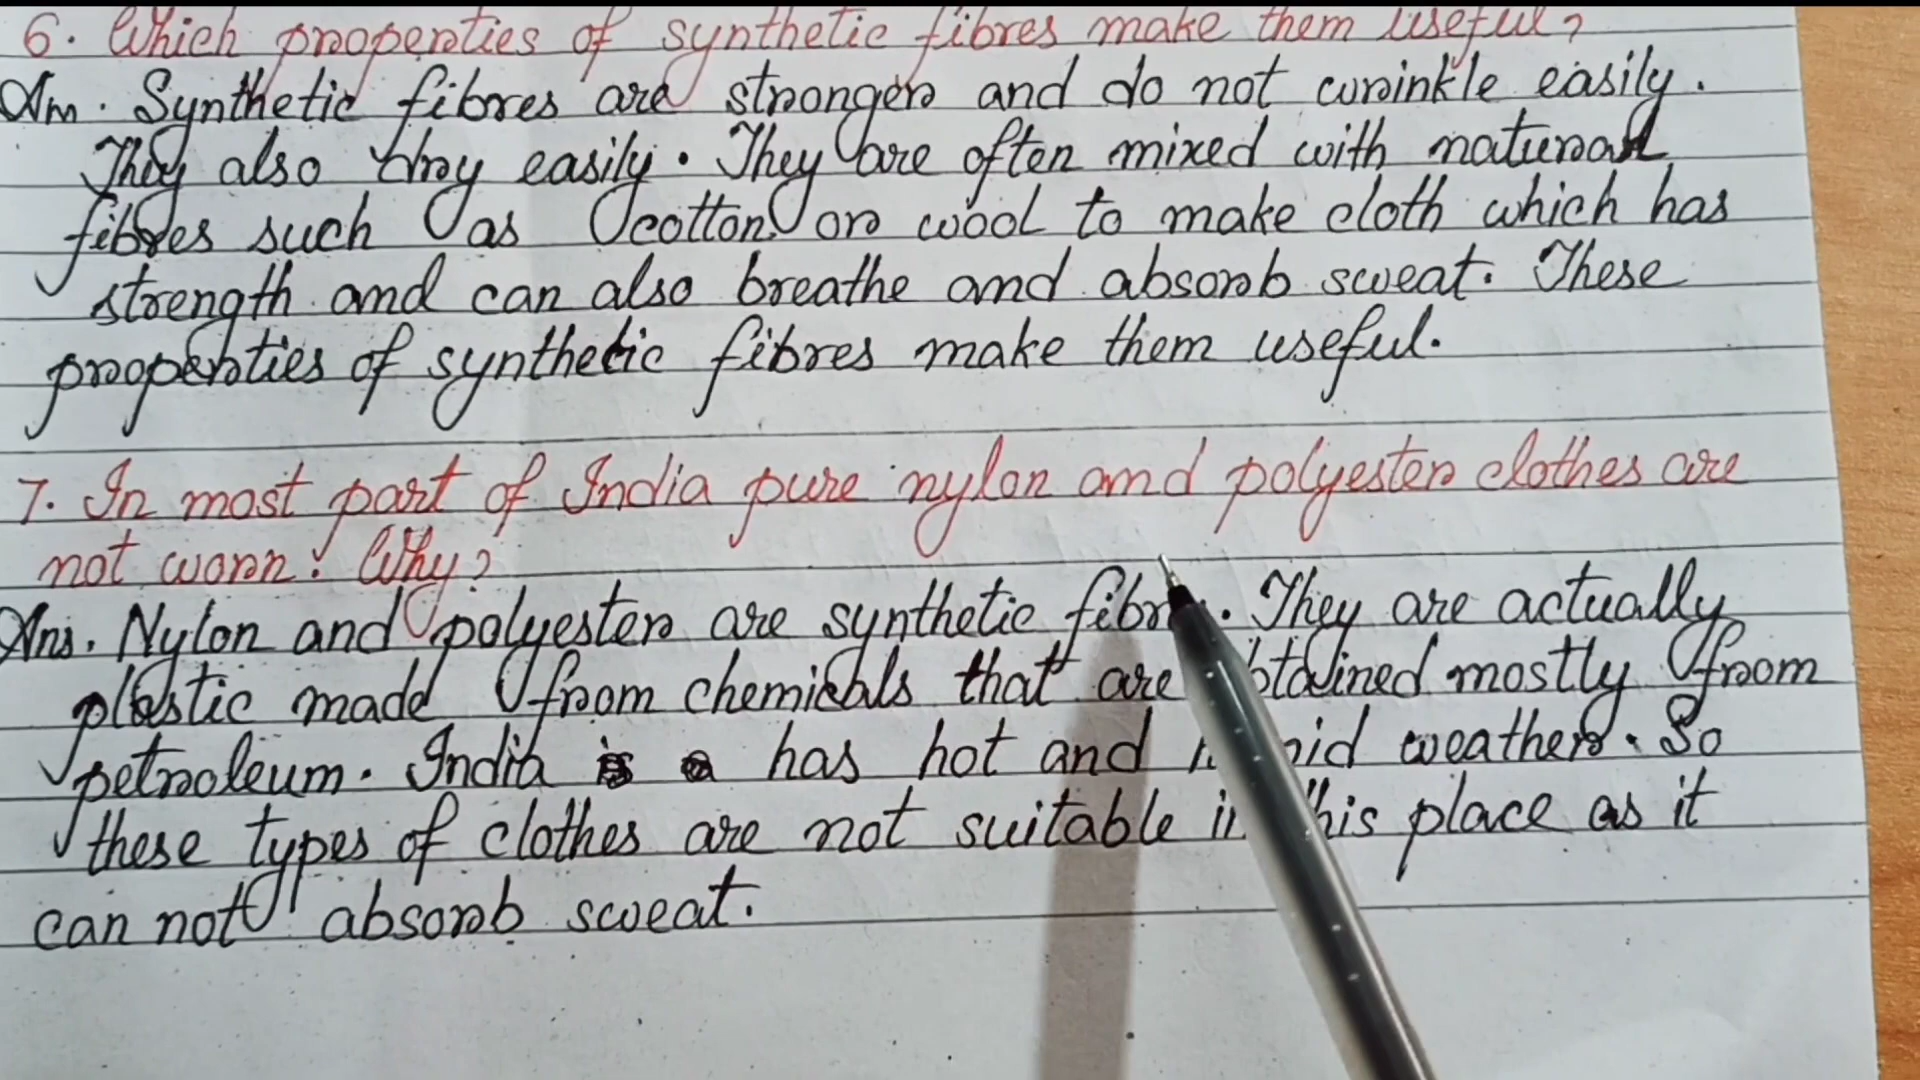 6. Which properties of synthetic fibres make them useful?
Ans. Synthetic fibres are stronger and do not wrinkle easily.
They also dry easily. They are often mixed with natural
fibres such as cotton or wool to make cloth which has
strength and can also breathe and absorb sweat. These
properties of synthetic fibres make them useful.
7. In most part of India pure nylon and polyester clothes are
not worn. Why?
Ans. Nylon and polyester are synthetic They are actually
plastic made from chemicals that are mostly from
petroleum. India has hot and weather. So
these types of clothes are not suitable place as it
can not absorb sweat.